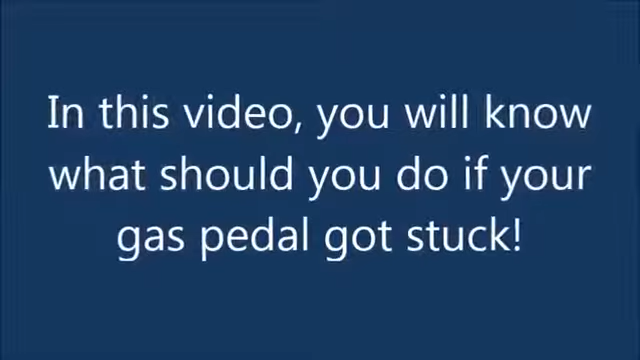 In this video, you will know
what should you do if your
gas pedal got stuck!